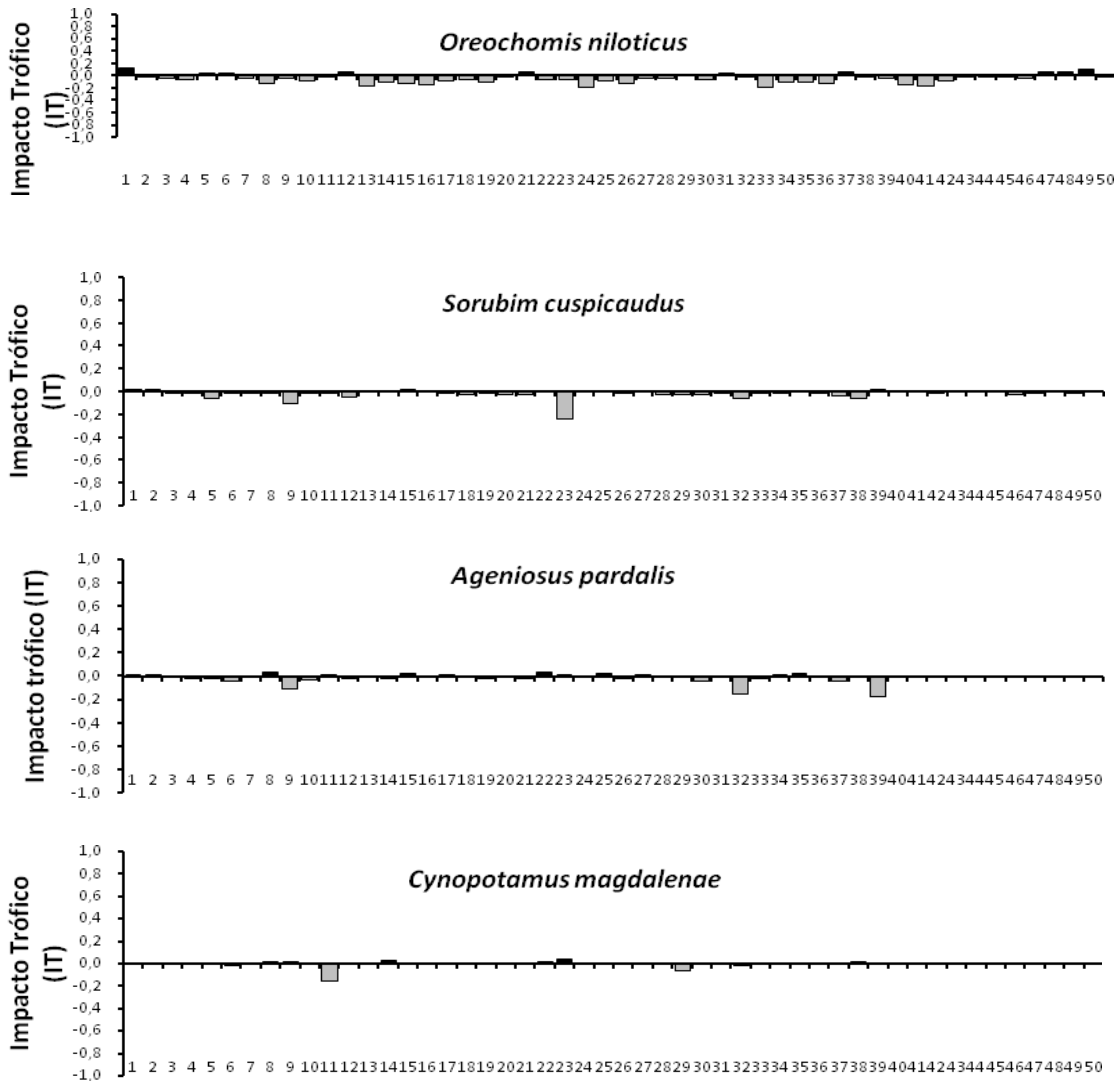 Oreochomis niloticus
Impacto Trófico
(IT)
1,0
0,8
0,6
0,4
0,2
0,0
-0,2
-0,4
-0,6
-0,8
-1,0
1 2 3 4 5 6 7 8 9 10 11 12 13 14 15 16 17 18 19 20 21 22 23 24 25 26 27 28 29 30 31 32 33 34 35 36 37 38 39 40 41 42 43 44 45 46 47 48 49 50
Sorubim cuspicaudus
Impacto Trófico
(IT)
1,0
0,8
0,6
0,4
0,2
0,0
-0,2
-0,4
-0,6
-0,8
-1,0
1 2 3 4 5 6 7 8 9 10 11 12 13 14 15 16 17 18 19 20 21 22 23 24 25 26 27 28 29 30 31 32 33 34 35 36 37 38 39 40 41 42 43 44 45 46 47 48 49 50
Ageniosus pardalis
Impacto trófico (IT)
1,0
0,8
0,6
0,4
0,2
0,0
-0,2
-0,4
-0,6
-0,8
-1,0
1 2 3 4 5 6 7 8 9 10 11 12 13 14 15 16 17 18 19 20 21 22 23 24 25 26 27 28 29 30 31 32 33 34 35 36 37 38 39 40 41 42 43 44 45 46 47 48 49 50
Cynopotamus magdalenae
Impacto Trófico
(IT)
1,0
0,8
0,6
0,4
0,2
0,0
-0,2
-0,4
-0,6
-0,8
-1,0
1 2 3 4 5 6 7 8 9 10 11 12 13 14 15 16 17 18 19 20 21 22 23 24 25 26 27 28 29 30 31 32 33 34 35 36 37 38 39 40 41 42 43 44 45 46 47 48 49 50